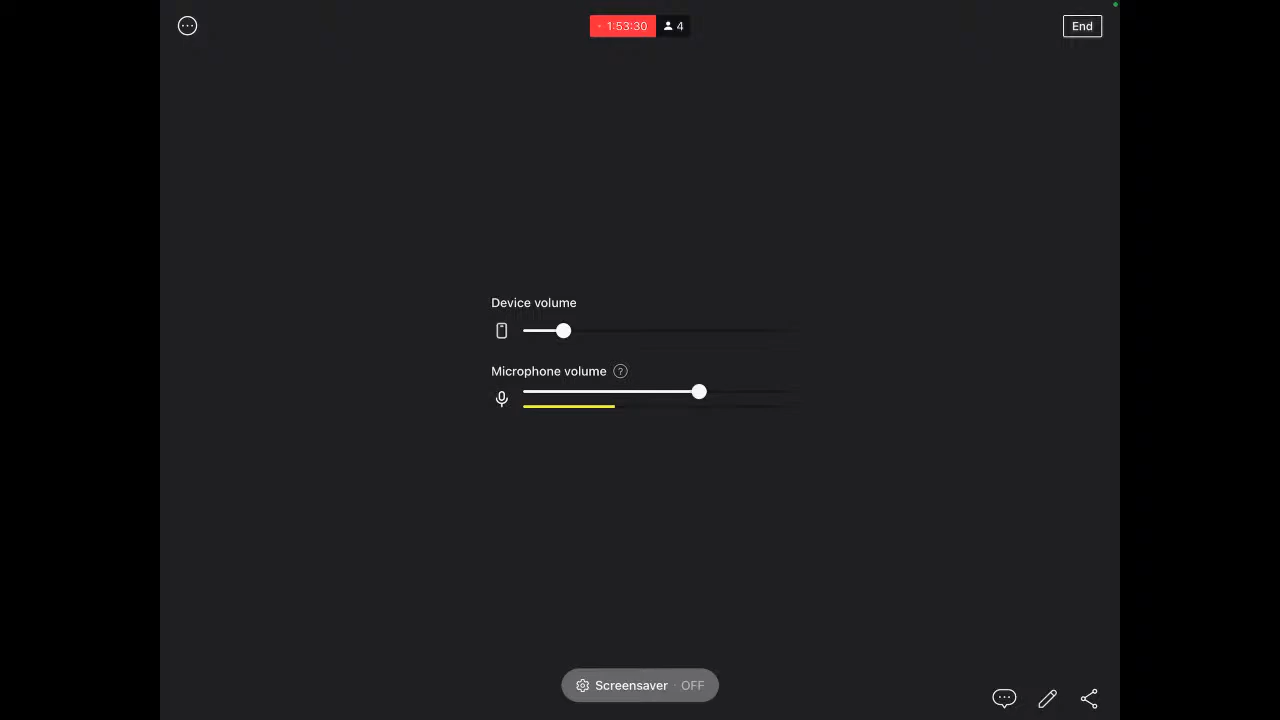 1:53:30 4
End
Device volume
Microphone volume ?
Screensaver · OFF